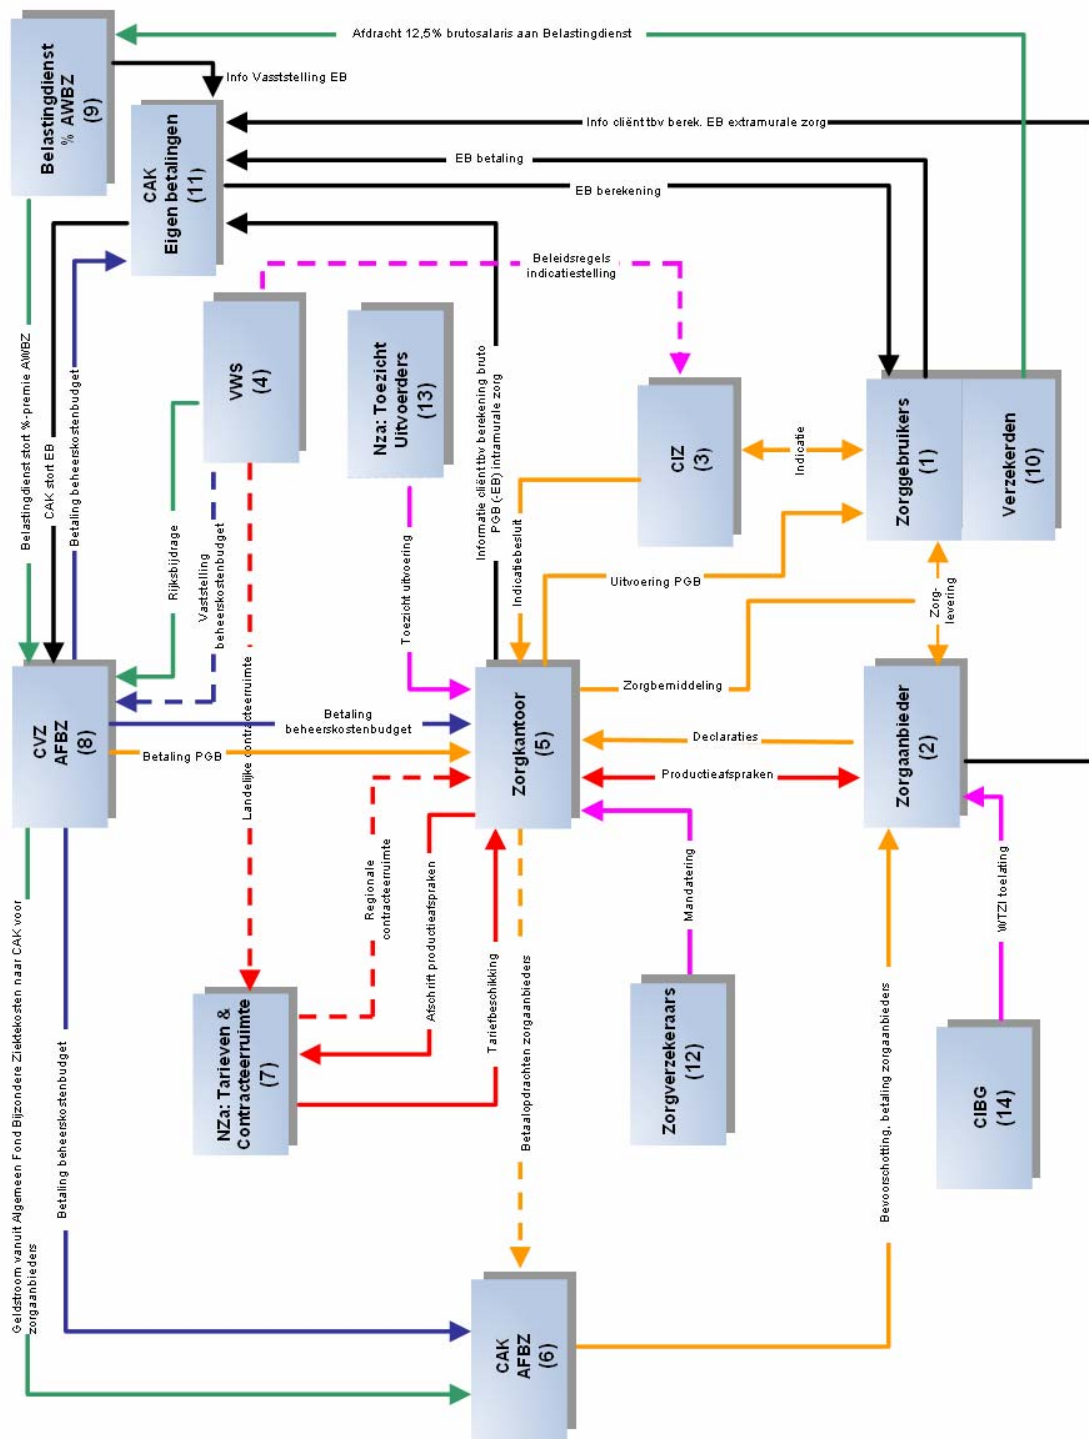 Afdracht 12,5% brutosalaris aan Belastingdienst
Belastingdienst
% AWBZ
(9)
Info Vaststelling EB
CAK
Eigen betalingen
(11)
Info cliënt tbv berek. EB extramurale zorg
EB betaling
EB berekening
Beleidsregels
indicatiestelling
VWS
(4)
Nza: Toezicht
Uitvoerders
(13)
CIZ
(3)
Zorggebruikers
(1)
Verzekerden
(10)
Belastingdienst stort %-premie AWBZ
CAK stort EB
Betaling beheerskostenbudget
Rijksbijdrage
Vaststelling
beheerskostenbudget
Landelijke contracteerruimte
Toezicht uitvoering
Informatie cliënt tbv berekening bruto
PGB (-EB) intramurale zorg
Indicatiebesluit
Indicatie
Uitvoering PGB
Zorg-
levering
Zorgbemiddeling
CVZ
AFBZ
(8)
Betaling
beheerskostenbudget
Betaling PGB
Zorgkantoor
(5)
Declaraties
Productieafspraken
Zorgaanbieder
(2)
Geldstroom vanuit Algemeen Fond Bijzondere Ziektekosten naar CAK voor
zorgaanbieders
Betaling beheerskostenbudget
Regionale
contracteerruimte
Afschrift productieafspraken
Tariefbeschikking
Betaalopdrachten zorgaanbieders
Mandatering
Bevoorschotting, betaling zorgaanbieders
WTZI toelating
NZa: Tarieven &
Contracteerruimte
(7)
Zorgverzekeraars
(12)
CIBG
(14)
CAK
AFBZ
(6)